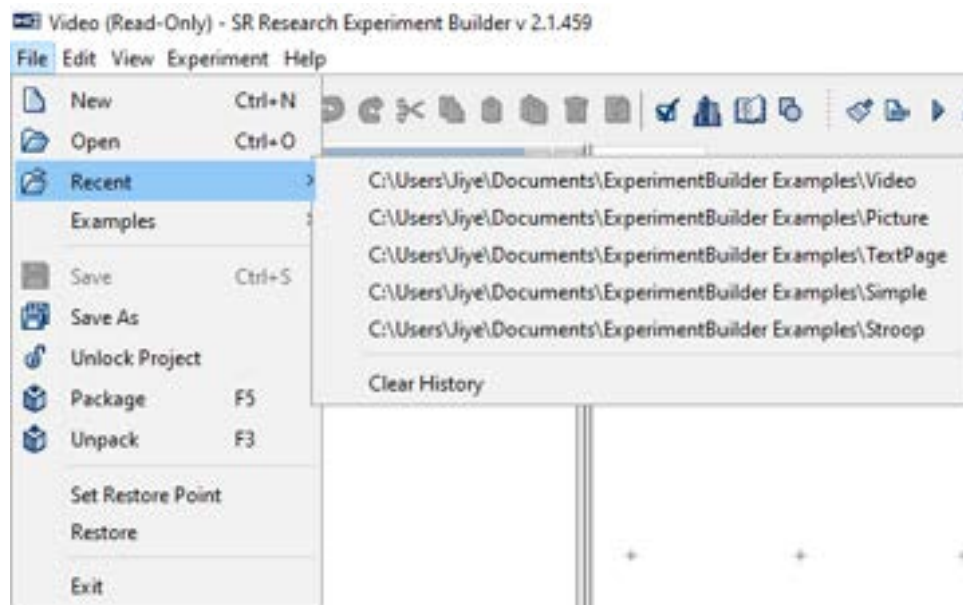 Video (Read-Only) - SR Research Experiment Builder v 2.1.459
File Edit View Experiment Help
New Ctrl+N
Open Ctrl+O
Recent
Examples
Save Ctrl+S
Save As
Unlock Project
Package F5
Unpack F3
Set Restore Point
Restore
Exit
C:\Users\Jiye\Documents\ExperimentBuilder Examples\Video
C:\Users\Jiye\Documents\ExperimentBuilder Examples\Picture
C:\Users\Jiye\Documents\ExperimentBuilder Examples\TextPage
C:\Users\Jiye\Documents\ExperimentBuilder Examples\Simple
C:\Users\Jiye\Documents\ExperimentBuilder Examples\Stroop
Clear History